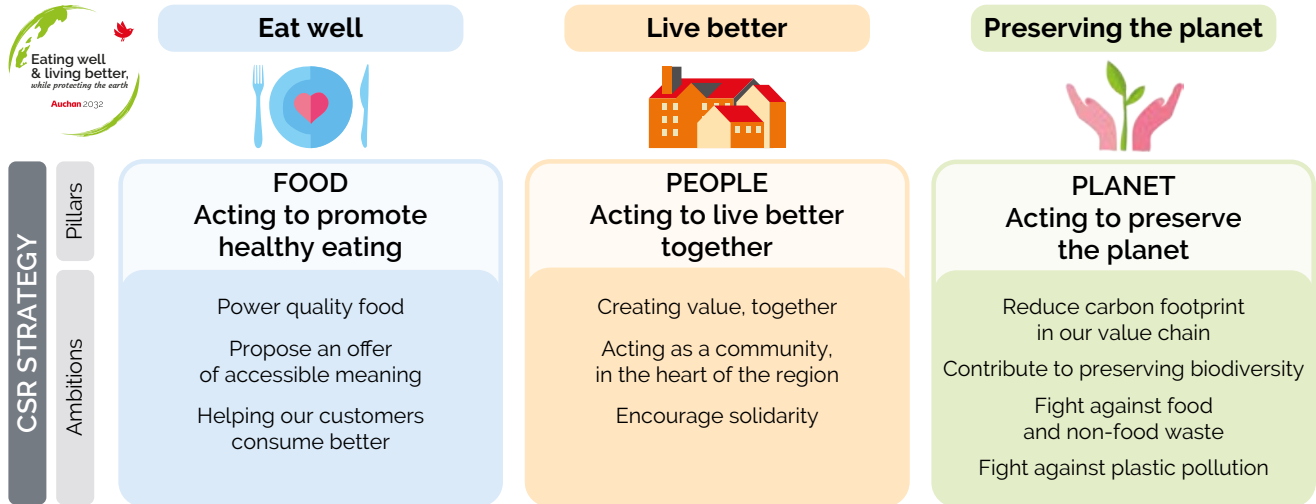 Eating well
& living better,
while protecting the earth
Auchan 2032
Eat well
Live better
Preserving the planet
CSR STRATEGY
Pillars
FOOD
Acting to promote
healthy eating
PEOPLE
Acting to live better
together
PLANET
Acting to preserve
the planet
Ambitions
Power quality food
Propose an offer
of accessible meaning
Helping our customers
consume better
Creating value, together
Acting as a community,
in the heart of the region
Encourage solidarity
Reduce carbon footprint
in our value chain
Contribute to preserving biodiversity
Fight against food
and non-food waste
Fight against plastic pollution